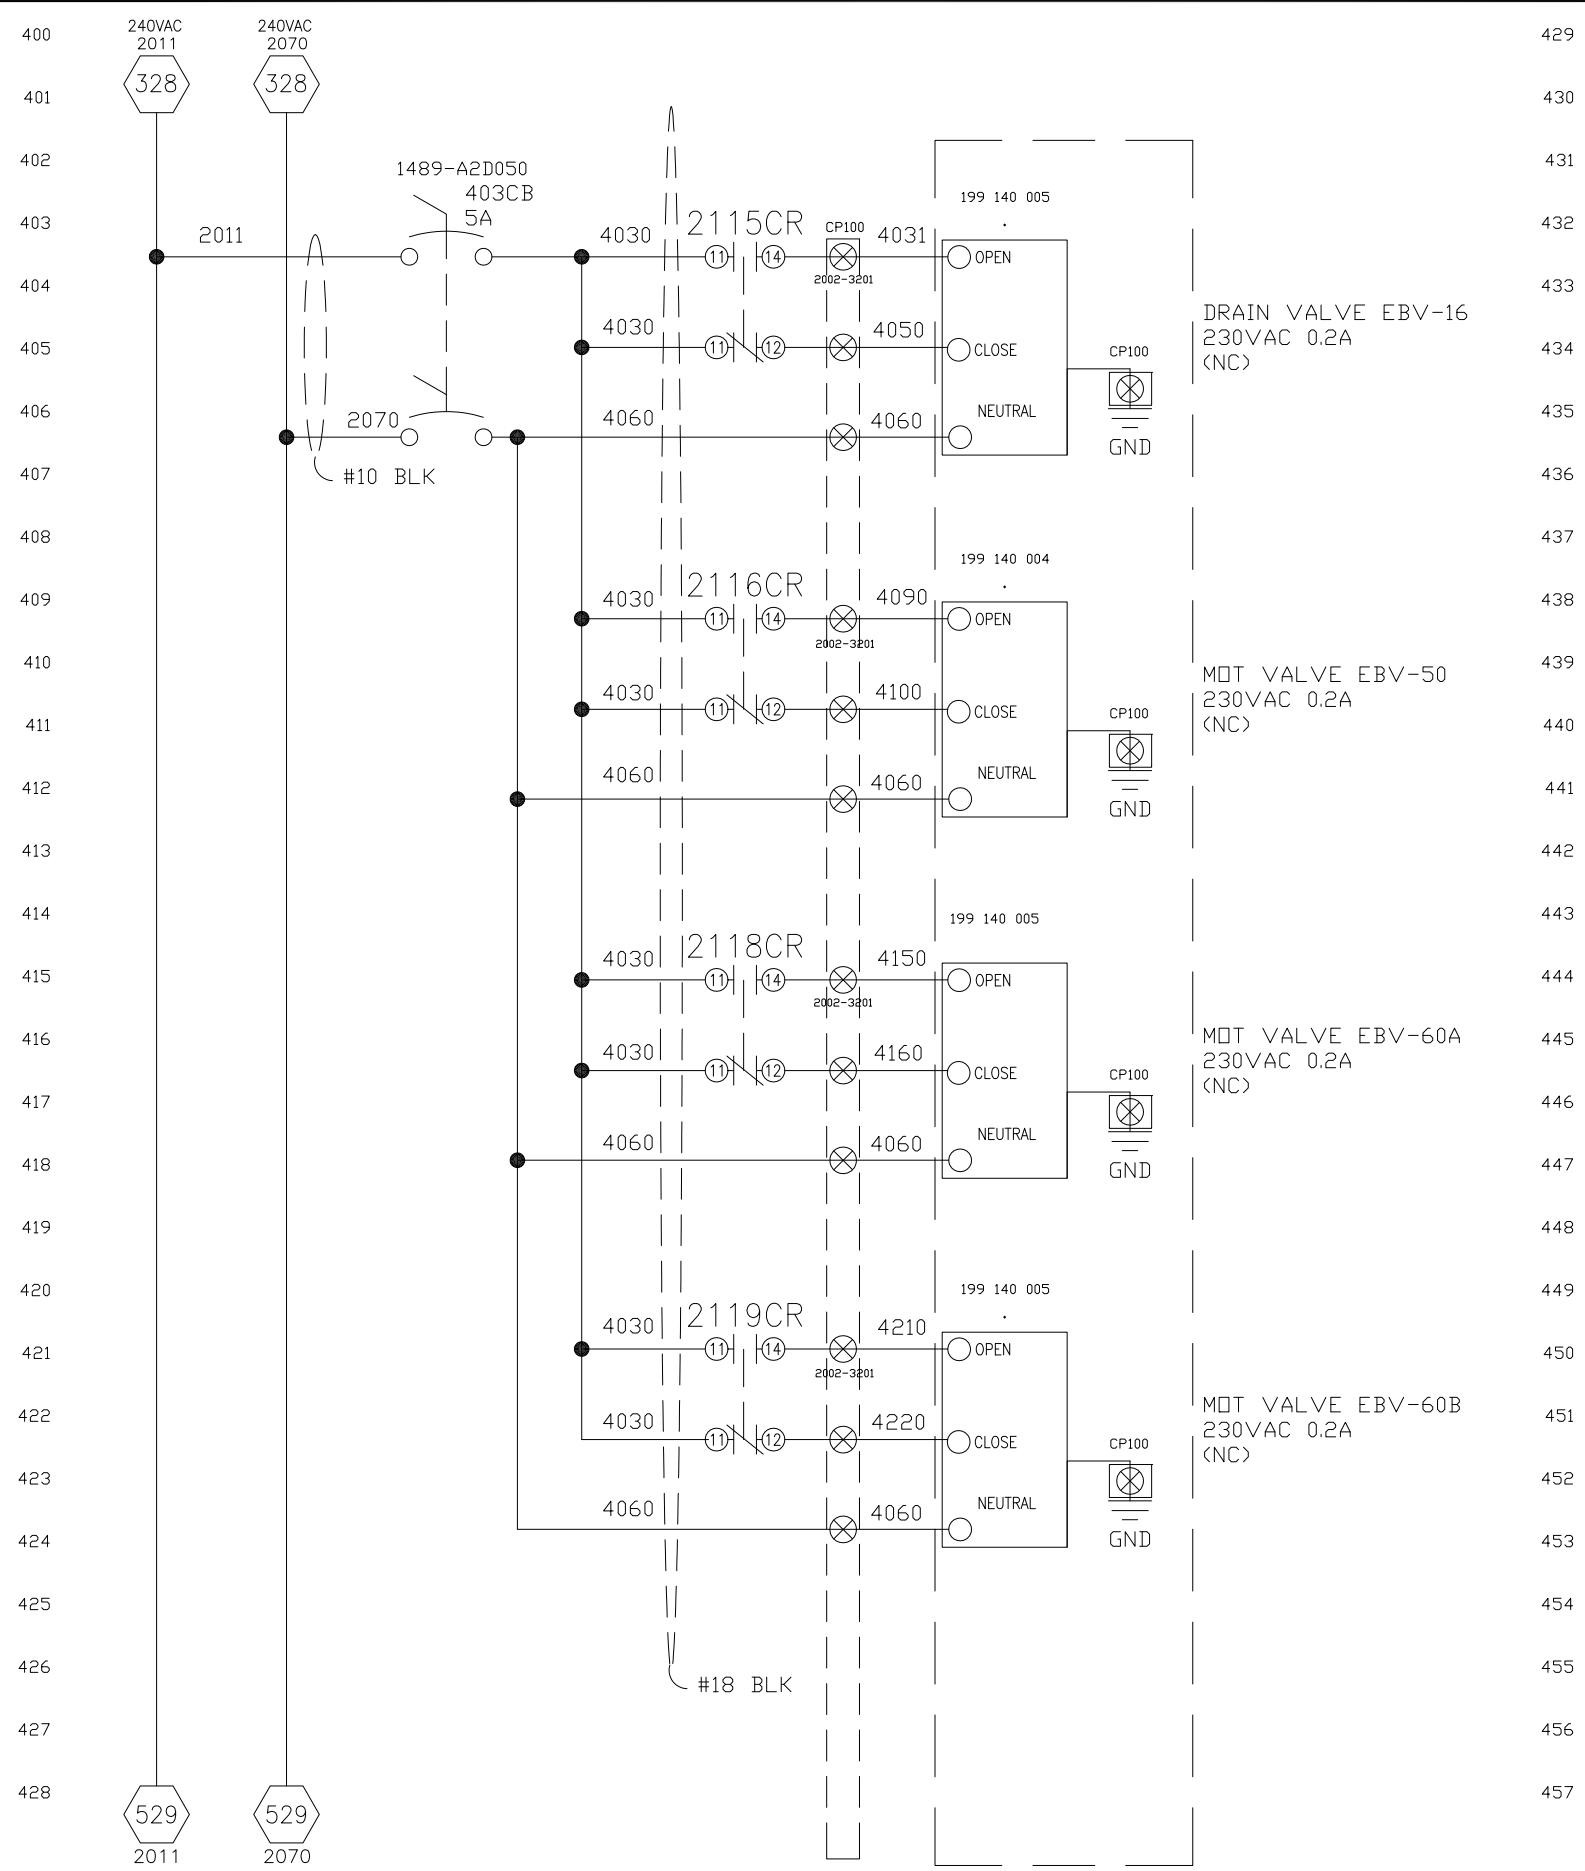 400
240VAC
2011
240VAC
2070
429
328
328
401
430
402
431
1489-A2D050
403CB
5A
199 140 005
403
432
2011
4030
2115CR
CP100
4031
11
14
OPEN
2002-3201
404
433
DRAIN VALVE EBV-16
230VAC 0.2A
(NC)
4030
4050
405
434
11
12
CLOSE
CP100
406
435
2070
4060
4060
NEUTRAL
GND
407
436
#10 BLK
408
437
199 140 004
409
438
4030
2116CR
4090
11
14
OPEN
2002-3201
410
439
MOT VALVE EBV-50
230VAC 0.2A
(NC)
4030
4100
411
440
11
12
CLOSE
CP100
412
441
4060
4060
NEUTRAL
GND
413
442
414
443
199 140 005
4030
2118CR
4150
415
444
11
14
OPEN
2002-3201
416
445
MOT VALVE EBV-60A
230VAC 0.2A
(NC)
4030
4160
11
12
CLOSE
CP100
417
446
4060
4060
NEUTRAL
418
447
GND
419
448
420
449
199 140 005
4030
2119CR
4210
421
450
11
14
OPEN
2002-3201
422
451
MOT VALVE EBV-60B
230VAC 0.2A
(NC)
4030
4220
11
12
CLOSE
CP100
423
452
4060
4060
NEUTRAL
424
453
GND
425
454
426
455
#18 BLK
427
456
428
457
529
529
2011
2070